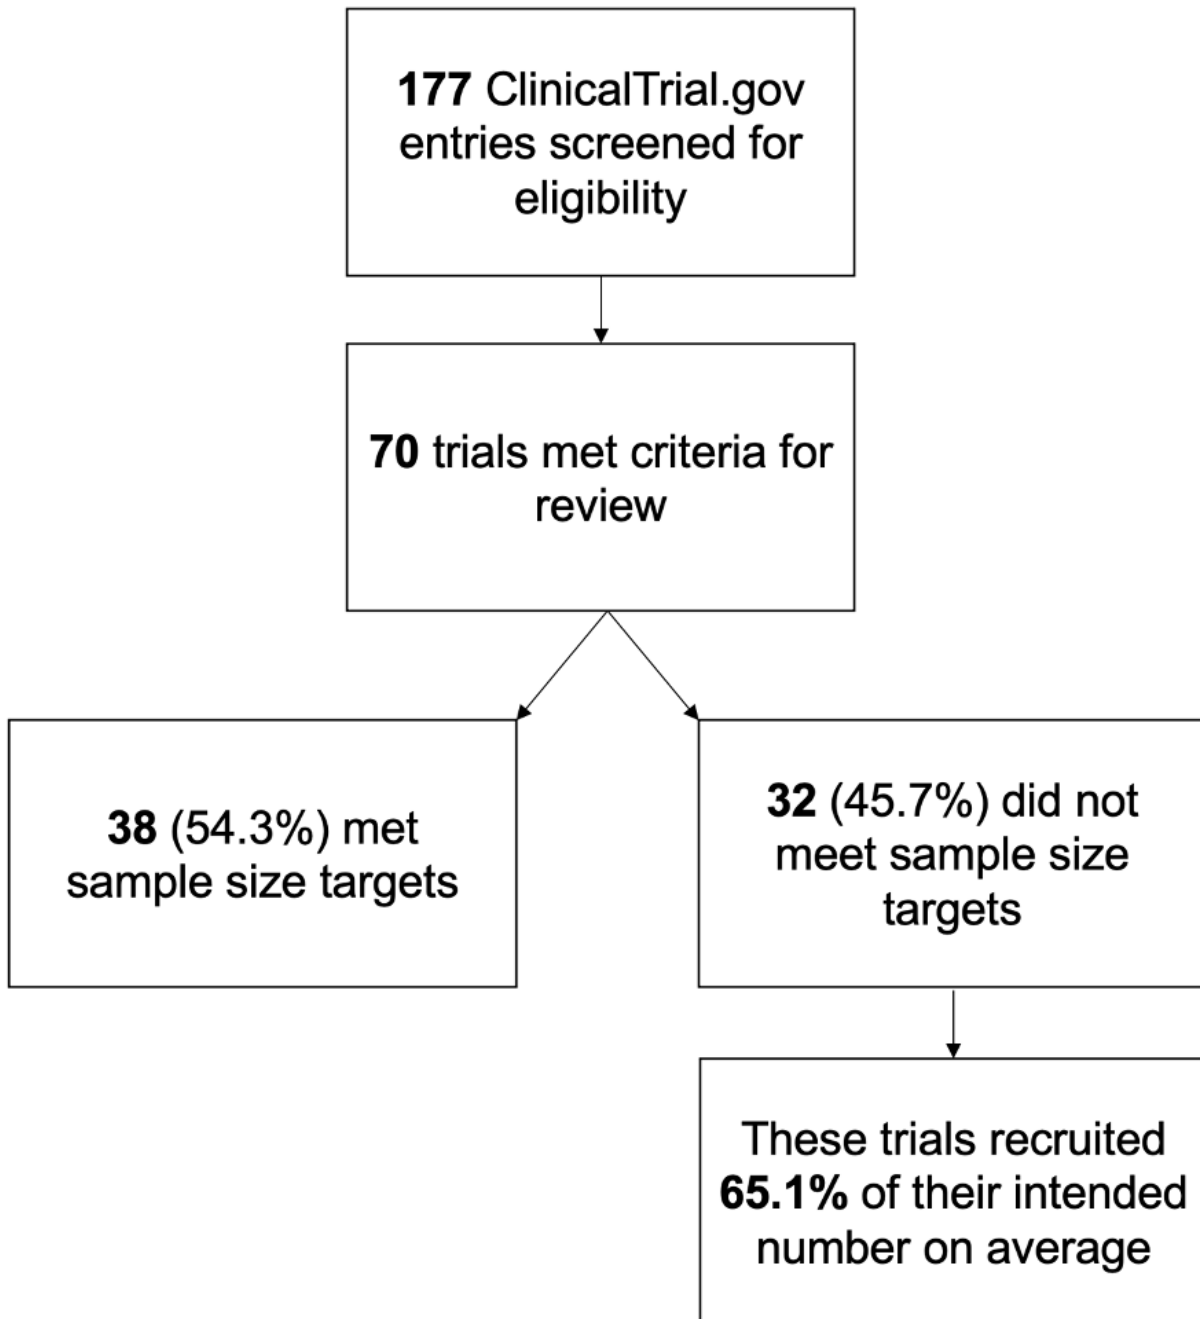 177 ClinicalTrial.gov
entries screened for
eligibility
70 trials met criteria for
review
38 (54.3%) met
sample size targets
32 (45.7%) did not
meet sample size
targets
These trials recruited
65.1% of their intended
number on average